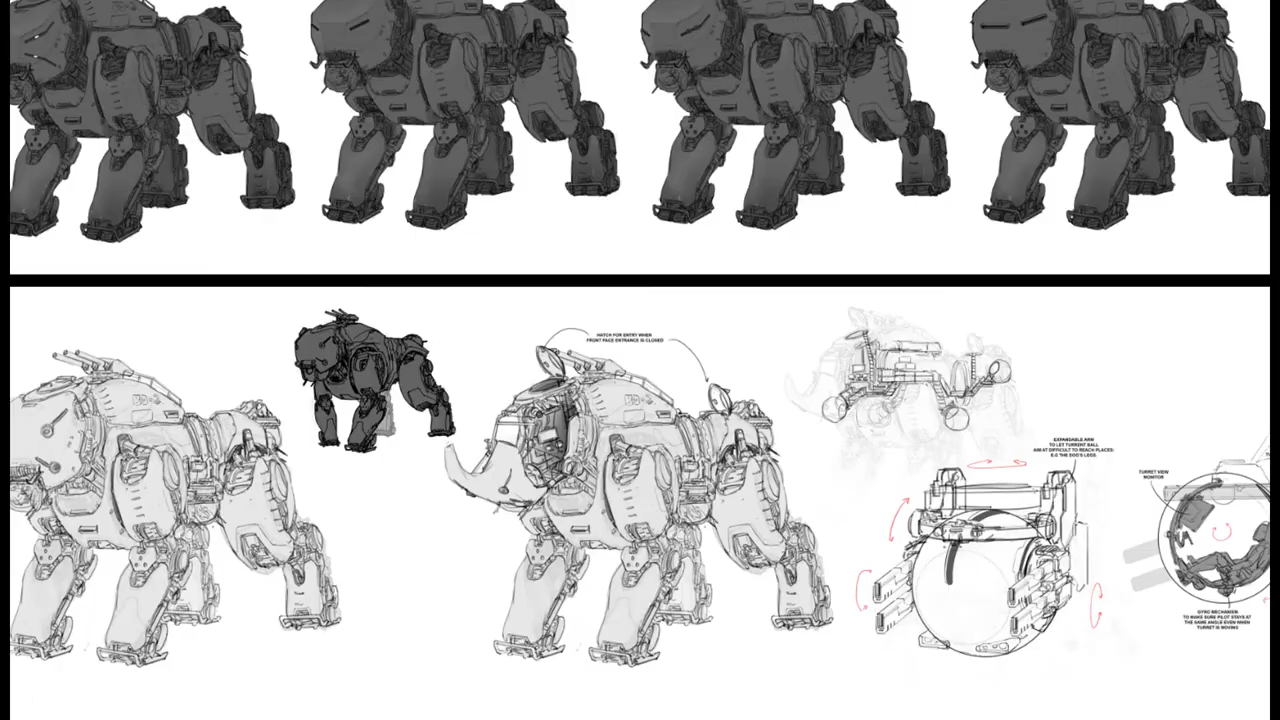 HATCH FOR ENTRY WHEN
FRONT FACE ENTRANCE IS CLOSED
EXPANDABLE ARM
TO LET TURRENT BALL
AIM AT DIFFICULT TO REACH PLACES:
E.G THE DOG'S LEGS.
TURRET VIEW
MONITOR
GYRO MECHANISM
TO MAKE SURE PILOT STAYS AT
THE SAME ANGLE EVEN WHEN
TURRET IS MOVING